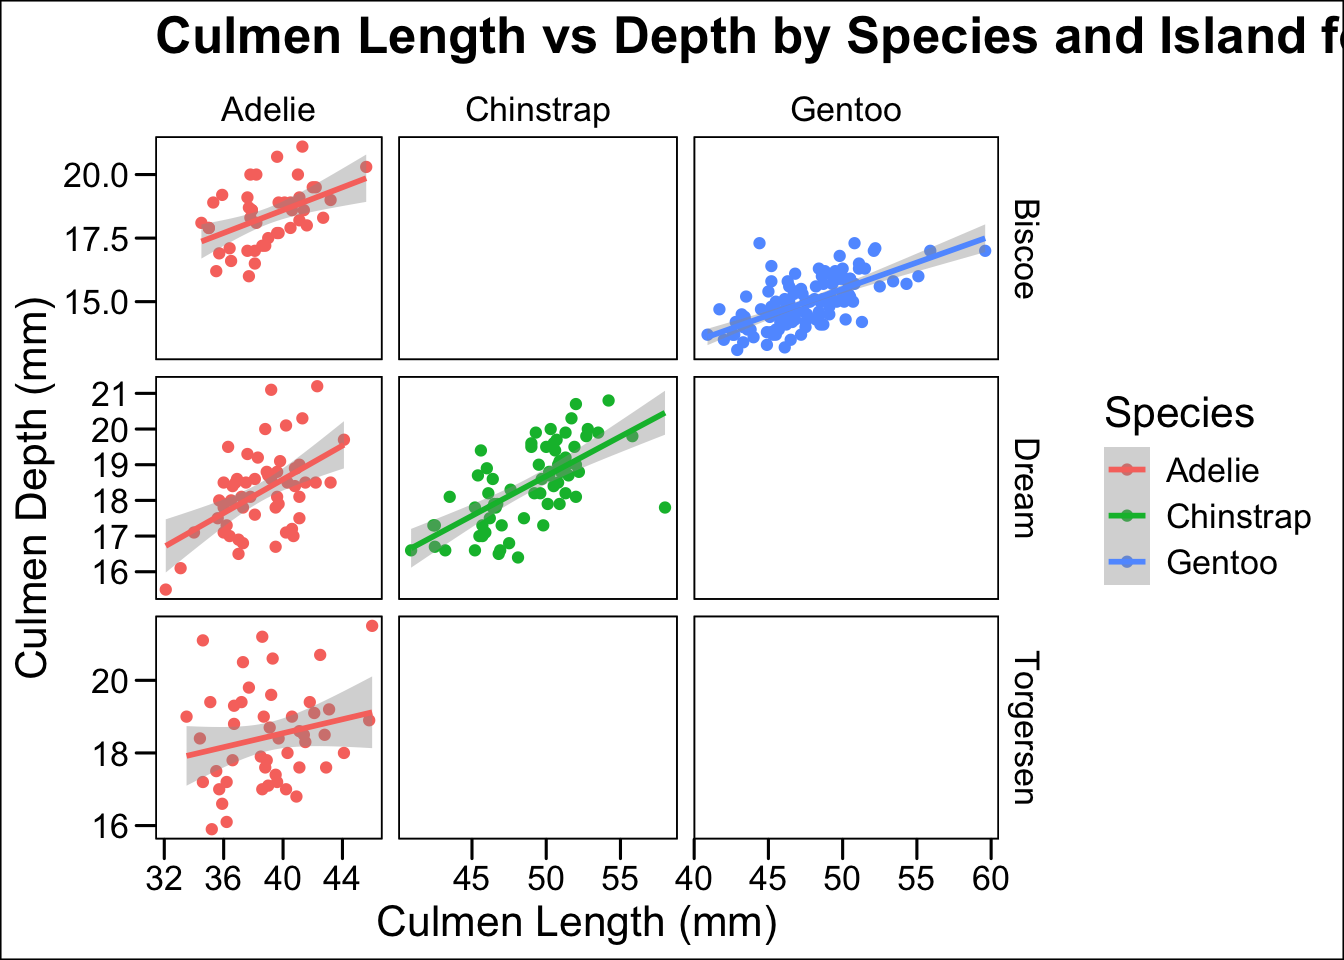 Culmen Length vs Depth by Species and Island
Adelie Chinstrap Gentoo
20.0
17.5
15.0
Biscoe
21
20
19
18
17
16
Dream
20
18
16
Torgersen
Culmen Depth (mm)
32 36 40 44 45 50 55 40 45 50 55 60
Culmen Length (mm)
Species
Adelie
Chinstrap
Gentoo